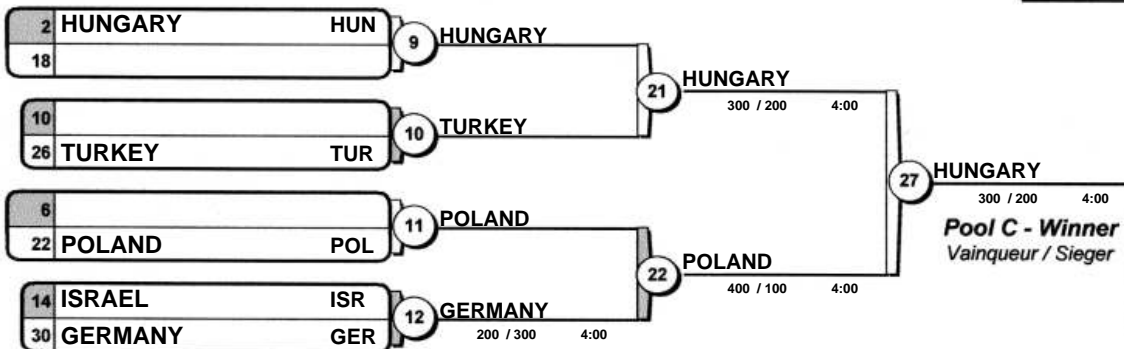 2 HUNGARY HUN
18
9 HUNGARY
10
26 TURKEY TUR
10 TURKEY
21 HUNGARY
300 / 200 4:00
6
22 POLAND POL
11 POLAND
14 ISRAEL ISR
30 GERMANY GER
12 GERMANY
200 / 300 4:00
22 POLAND
400 / 100 4:00
27 HUNGARY
300 / 200 4:00
Pool C - Winner
Vainqueur / Sieger